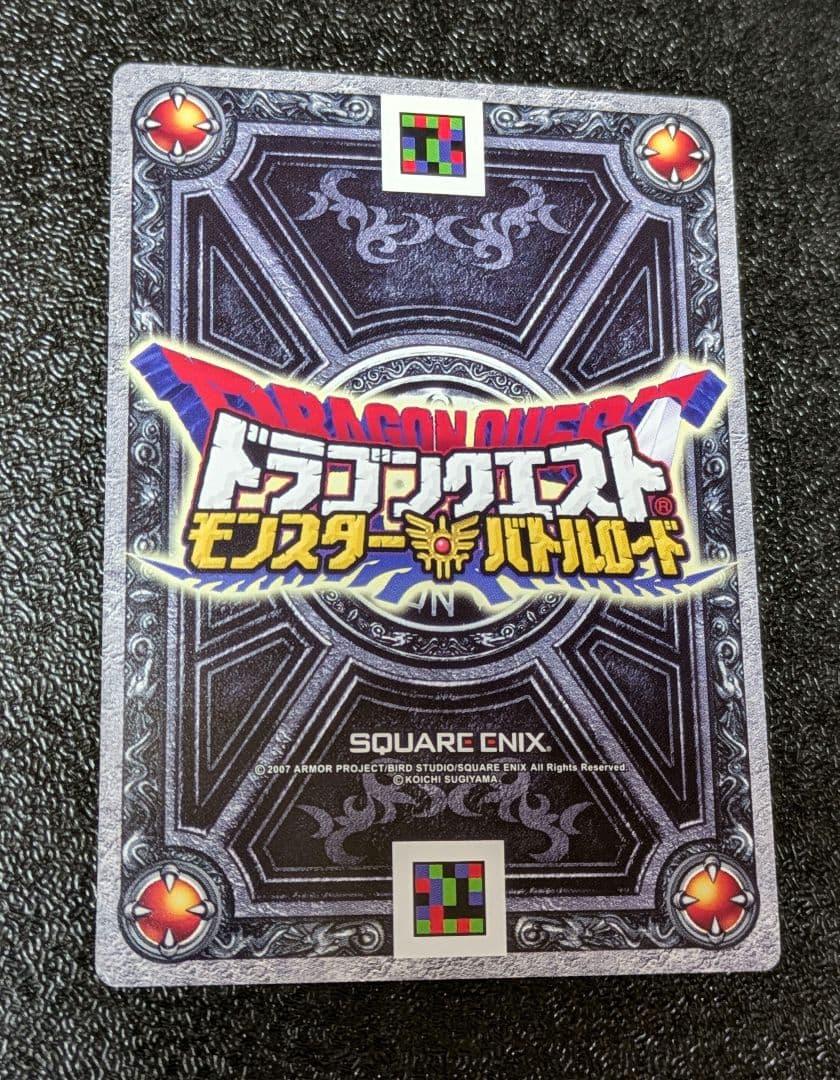 DRAGON QUEST
ドラゴンクエスト®
モンスターバトルロード
SQUARE ENIX®
© 2007 ARMOR PROJECT/BIRD STUDIO/SQUARE ENIX All Rights Reserved.
© KOICHI SUGIYAMA